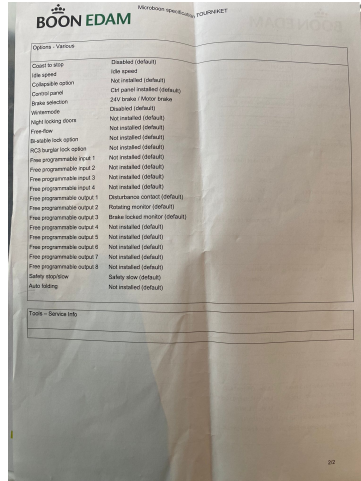 BOON EDAM
Microboon specification TOURNIKET
Options - Various
Coast to stop Disabled (default)
Idle speed Idle speed
Collapsible option Not installed (default)
Control panel Ctrl panel installed (default)
Brake selection 24V brake / Motor brake
Wintermode Disabled (default)
Night locking doors Not installed (default)
Free-flow Not installed (default)
Bi-stable lock option Not installed (default)
RC3 burglar lock option Not installed (default)
Free programmable input 1 Not installed (default)
Free programmable input 2 Not installed (default)
Free programmable input 3 Not installed (default)
Free programmable input 4 Not installed (default)
Free programmable output 1 Disturbance contact (default)
Free programmable output 2 Rotating monitor (default)
Free programmable output 3 Brake locked monitor (default)
Free programmable output 4 Not installed (default)
Free programmable output 5 Not installed (default)
Free programmable output 6 Not installed (default)
Free programmable output 7 Not installed (default)
Free programmable output 8 Not installed (default)
Safety stop/slow Safety slow (default)
Auto folding Not installed (default)
Tools - Service Info
2/2